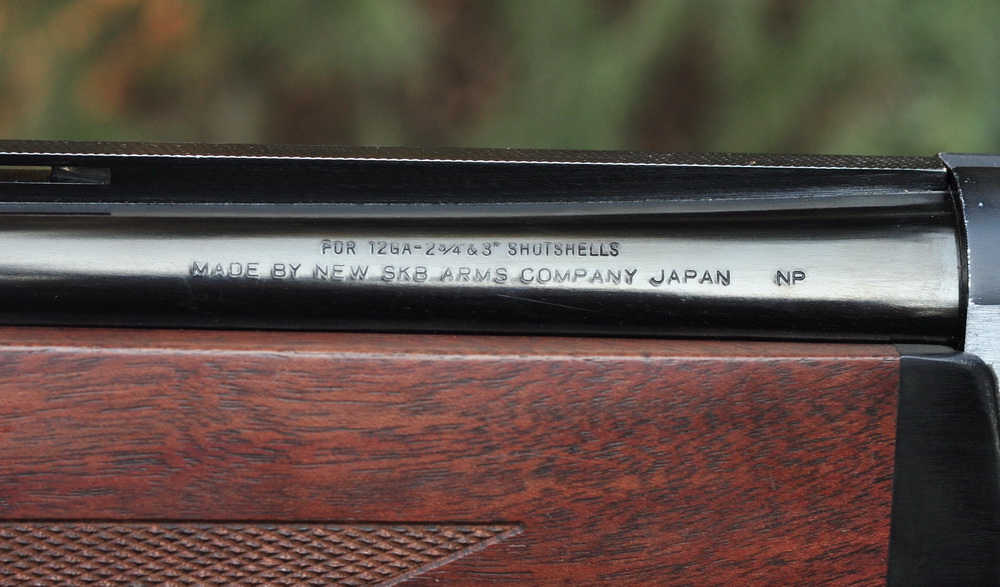 FOR 12GA-2¾&3" SHOTSHELLS
MADE BY NEW SKB ARMS COMPANY JAPAN NP